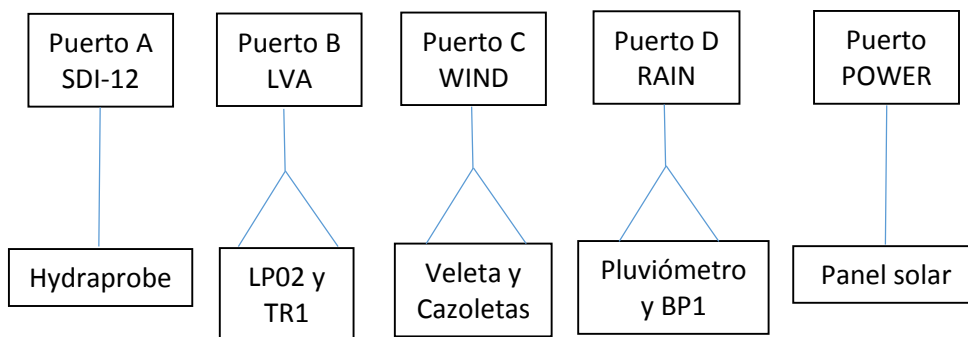 Puerto A
SDI-12
Puerto B
LVA
Puerto C
WIND
Puerto D
RAIN
Puerto
POWER
Hydraprobe
LP02 y
TR1
Veleta y
Cazoletas
Pluviómetro
y BP1
Panel solar